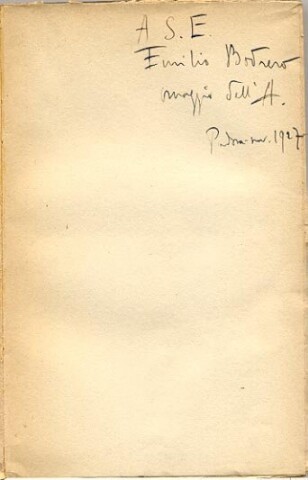 A S. E.
Emilio Bodrero
omaggio dell'A.
Padova - nov. 1927